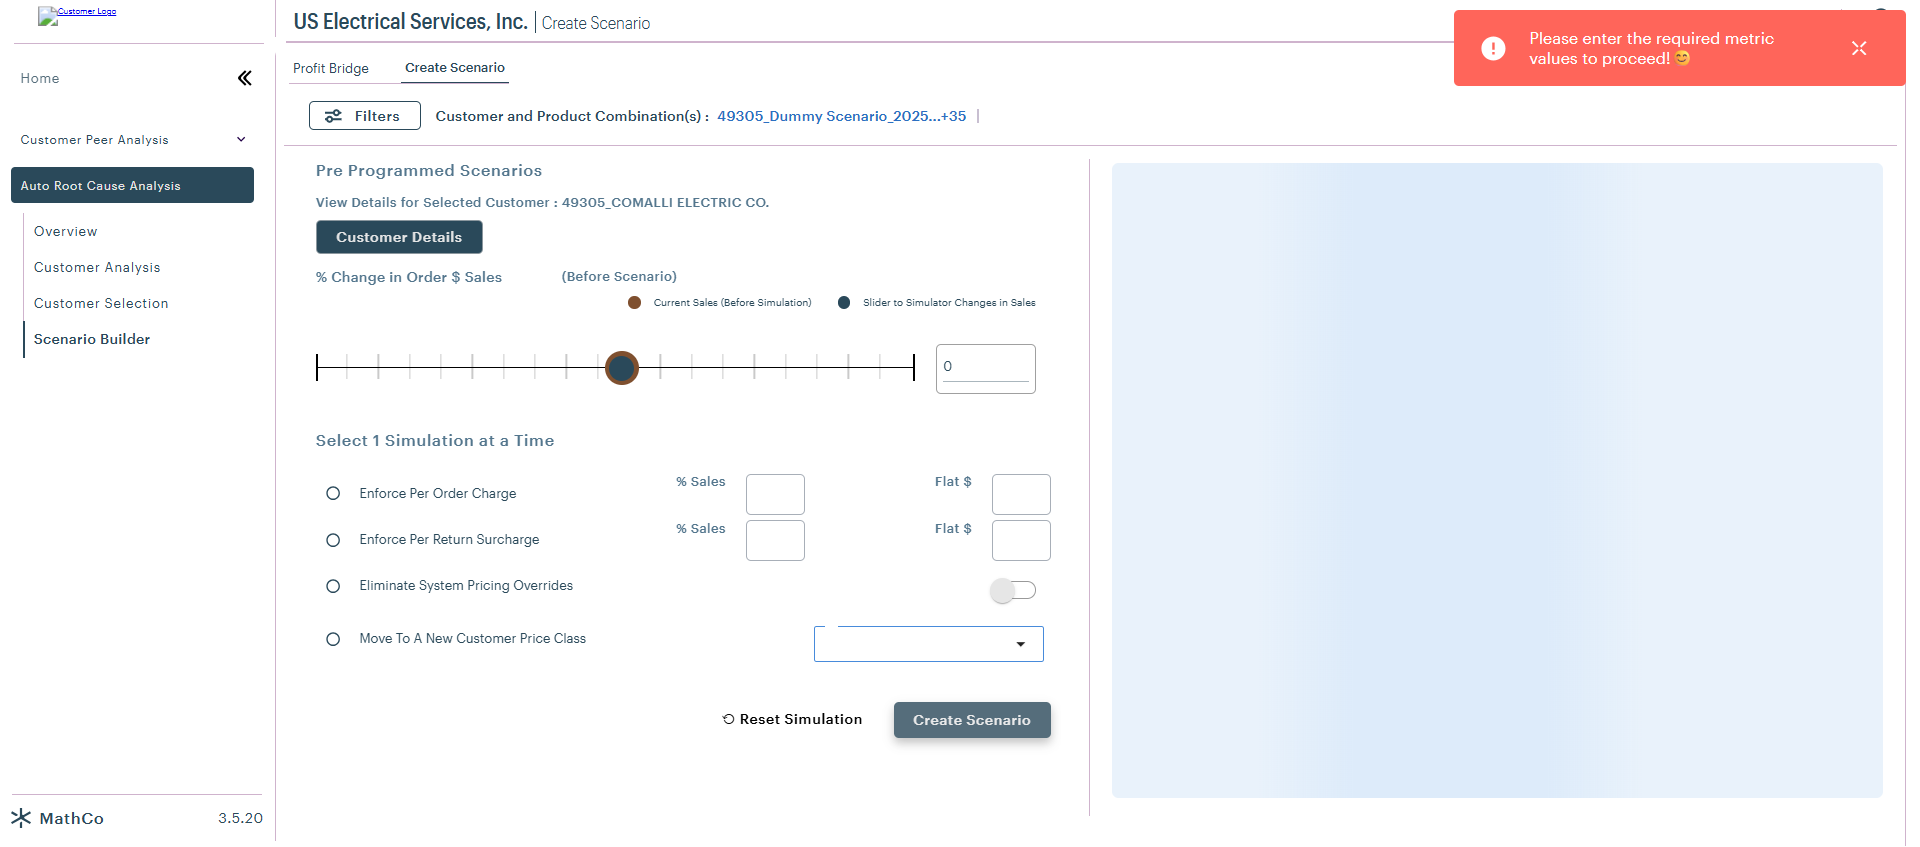 Customer Logo
US Electrical Services, Inc. | Create Scenario
Please enter the required metric
values to proceed! 😊
Home
Profit Bridge
Create Scenario
Filters
Customer and Product Combination(s) : 49305_Dummy Scenario_2025...+35 |
Customer Peer Analysis
Auto Root Cause Analysis
Overview
Customer Analysis
Customer Selection
Scenario Builder
Pre Programmed Scenarios
View Details for Selected Customer : 49305_COMALLI ELECTRIC CO.
Customer Details
% Change in Order $ Sales (Before Scenario)
Current Sales (Before Simulation) Slider to Simulator Changes in Sales
0
Select 1 Simulation at a Time
Enforce Per Order Charge % Sales Flat $
Enforce Per Return Surcharge % Sales Flat $
Eliminate System Pricing Overrides
Move To A New Customer Price Class
Reset Simulation
Create Scenario
MathCo 3.5.20